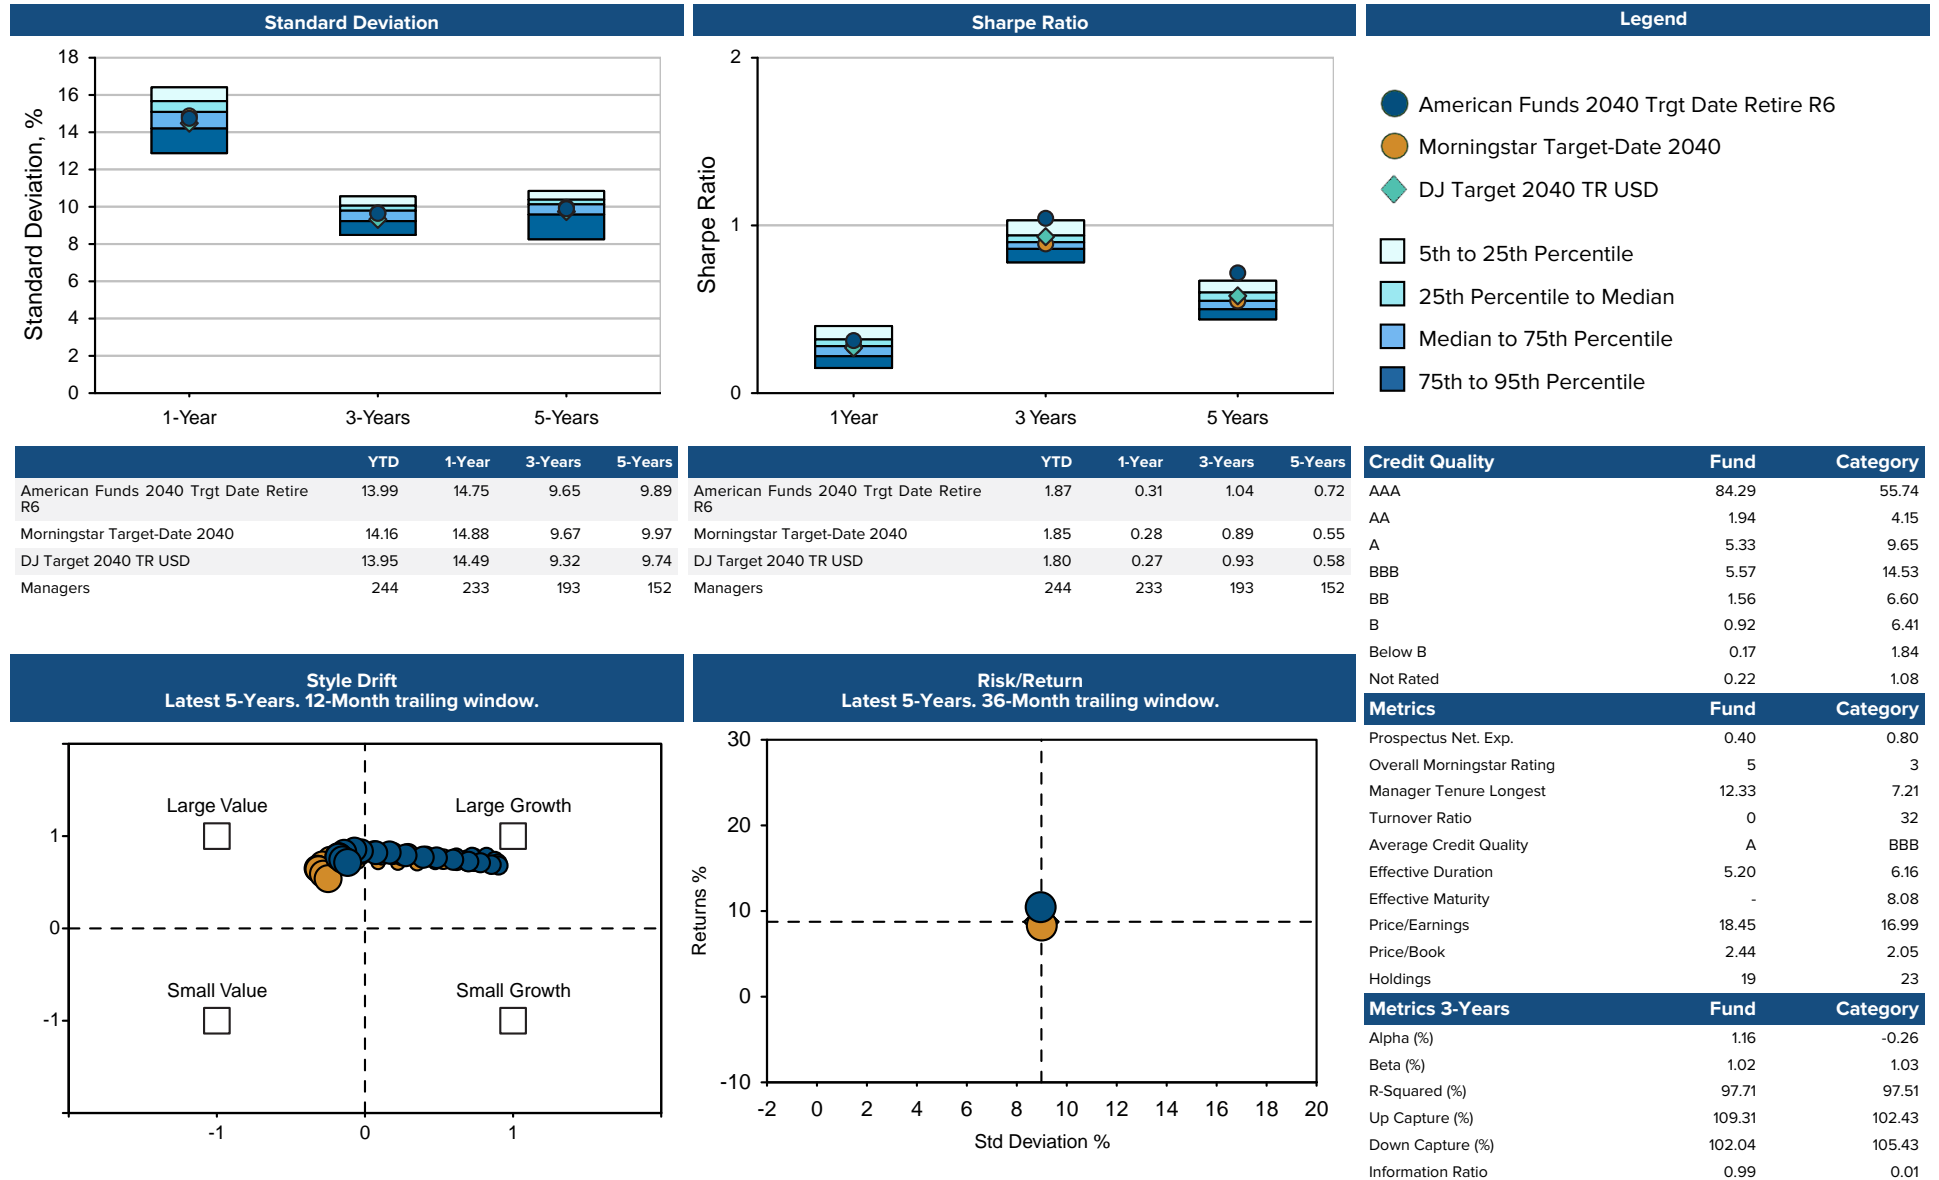 Standard Deviation
Sharpe Ratio
Legend
Standard Deviation, %
18
16
14
12
10
8
6
4
2
0
1-Year
3-Years
5-Years
Sharpe Ratio
2
1
0
1 Year
3 Years
5 Years
American Funds 2040 Trgt Date Retire R6
Morningstar Target-Date 2040
DJ Target 2040 TR USD
5th to 25th Percentile
25th Percentile to Median
Median to 75th Percentile
75th to 95th Percentile
YTD 1-Year 3-Years 5-Years
American Funds 2040 Trgt Date Retire R6 13.99 14.75 9.65 9.89
Morningstar Target-Date 2040 14.16 14.88 9.67 9.97
DJ Target 2040 TR USD 13.95 14.49 9.32 9.74
Managers 244 233 193 152
YTD 1-Year 3-Years 5-Years
American Funds 2040 Trgt Date Retire R6 1.87 0.31 1.04 0.72
Morningstar Target-Date 2040 1.85 0.28 0.89 0.55
DJ Target 2040 TR USD 1.80 0.27 0.93 0.58
Managers 244 233 193 152
Credit Quality Fund Category
AAA 84.29 55.74
AA 1.94 4.15
A 5.33 9.65
BBB 5.57 14.53
BB 1.56 6.60
B 0.92 6.41
Below B 0.17 1.84
Not Rated 0.22 1.08
Metrics Fund Category
Prospectus Net. Exp. 0.40 0.80
Overall Morningstar Rating 5 3
Manager Tenure Longest 12.33 7.21
Turnover Ratio 0 32
Average Credit Quality A BBB
Effective Duration 5.20 6.16
Effective Maturity - 8.08
Price/Earnings 18.45 16.99
Price/Book 2.44 2.05
Holdings 19 23
Metrics 3-Years Fund Category
Alpha (%) 1.16 -0.26
Beta (%) 1.02 1.03
R-Squared (%) 97.71 97.51
Up Capture (%) 109.31 102.43
Down Capture (%) 102.04 105.43
Information Ratio 0.99 0.01
Style Drift
Latest 5-Years. 12-Month trailing window.
Large Value
Large Growth
Small Value
Small Growth
1
0
-1
-1
0
1
Risk/Return
Latest 5-Years. 36-Month trailing window.
Returns %
30
20
10
0
-10
-2 0 2 4 6 8 10 12 14 16 18 20
Std Deviation %